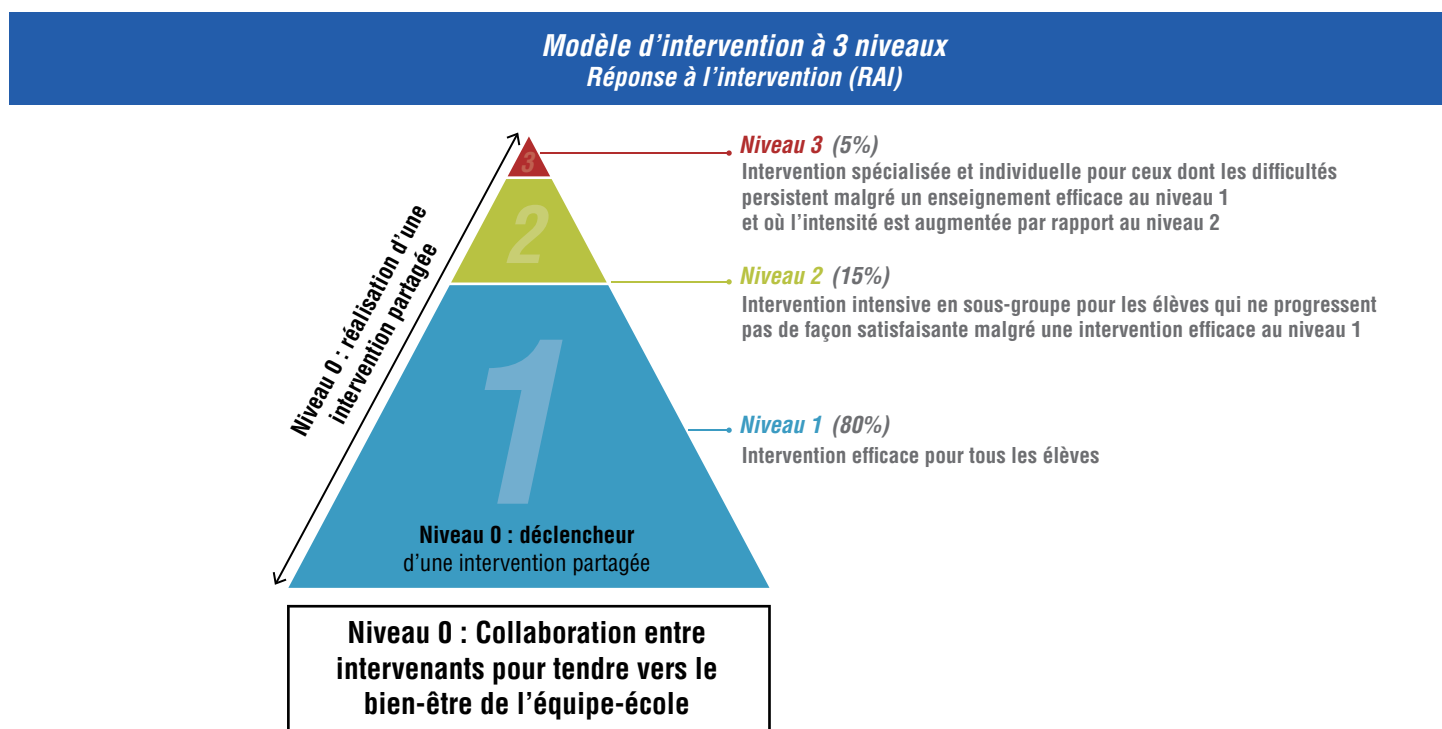 Modèle d’intervention à 3 niveaux
Réponse à l’intervention (RAI)
Niveau 0 : réalisation d’une
intervention partagée
3
2
1
Niveau 3 (5%)
Intervention spécialisée et individuelle pour ceux dont les difficultés
persistent malgré un enseignement efficace au niveau 1
et où l’intensité est augmentée par rapport au niveau 2
Niveau 2 (15%)
Intervention intensive en sous-groupe pour les élèves qui ne progressent
pas de façon satisfaisante malgré une intervention efficace au niveau 1
Niveau 1 (80%)
Intervention efficace pour tous les élèves
Niveau 0 : déclencheur
d’une intervention partagée
Niveau 0 : Collaboration entre
intervenants pour tendre vers le
bien-être de l’équipe-école